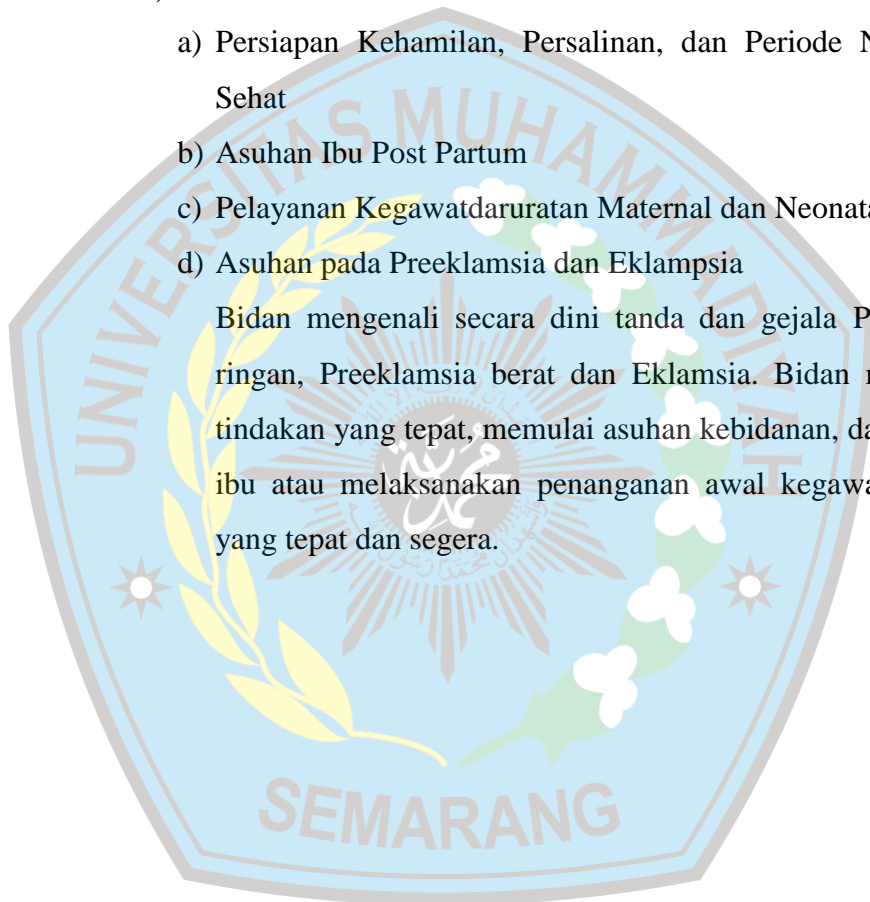 a) Persiapan Kehamilan, Persalinan, dan Periode N
Sehat
b) Asuhan Ibu Post Partum
c) Pelayanan Kegawatdaruratan Maternal dan Neonata
d) Asuhan pada Preeklamsia dan Eklampsia
Bidan mengenali secara dini tanda dan gejala P
ringan, Preeklamsia berat dan Eklamsia. Bidan
tindakan yang tepat, memulai asuhan kebidanan, da
ibu atau melaksanakan penanganan awal kegawa
yang tepat dan segera.
UNIVERSITAS MUHAMMADIYAH
SEMARANG